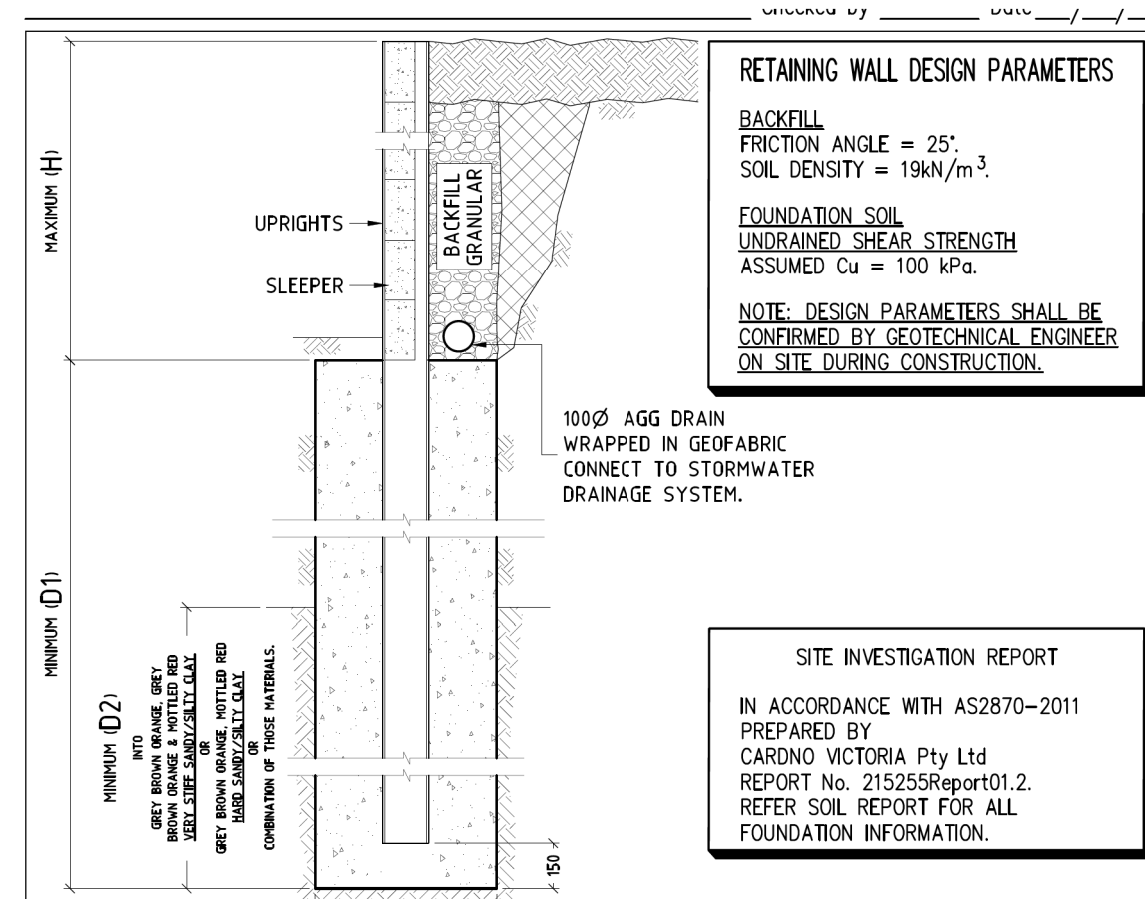 Checked by ________ Date ___/___/
MAXIMUM (H)
UPRIGHTS
SLEEPER
BACKFILL
GRANULAR
100Ø AGG DRAIN
WRAPPED IN GEOFABRIC
CONNECT TO STORMWATER
DRAINAGE SYSTEM.
MINIMUM (D1)
MINIMUM (D2)
INTO
GREY BROWN ORANGE, GREY
BROWN ORANGE & MOTTLED RED
VERY STIFF SANDY/SILTY CLAY
OR
GREY BROWN ORANGE, MOTTLED RED
HARD SANDY/SILTY CLAY
OR
COMBINATION OF THOSE MATERIALS.
150
RETAINING WALL DESIGN PARAMETERS
BACKFILL
FRICTION ANGLE = 25°.
SOIL DENSITY = 19kN/m³.
FOUNDATION SOIL
UNDRAINED SHEAR STRENGTH
ASSUMED Cu = 100 kPa.
NOTE: DESIGN PARAMETERS SHALL BE
CONFIRMED BY GEOTECHNICAL ENGINEER
ON SITE DURING CONSTRUCTION.
SITE INVESTIGATION REPORT
IN ACCORDANCE WITH AS2870-2011
PREPARED BY
CARDNO VICTORIA Pty Ltd
REPORT No. 215255Report01.2.
REFER SOIL REPORT FOR ALL
FOUNDATION INFORMATION.